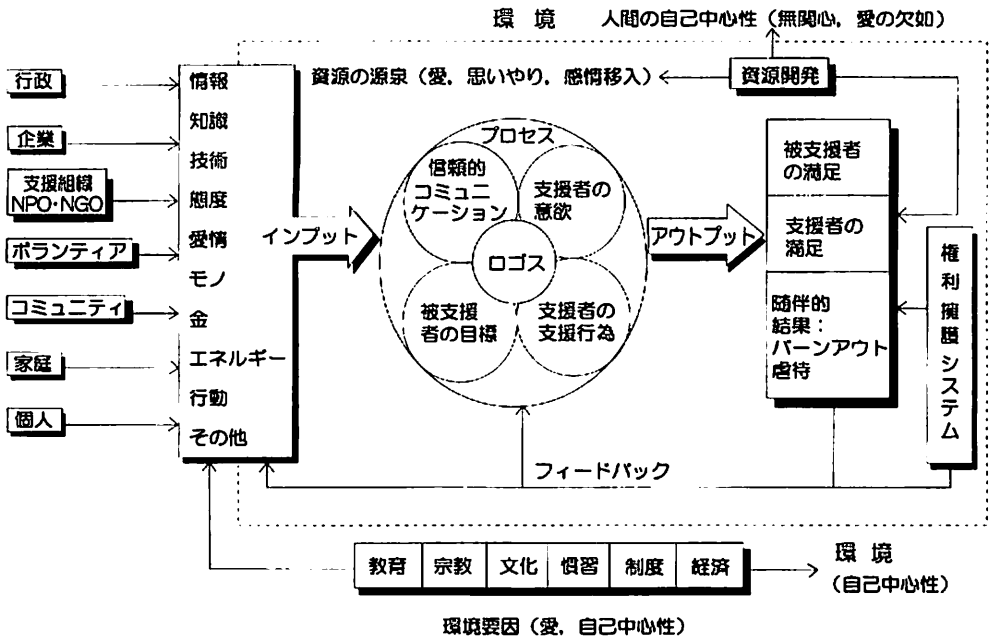 環 境　人間の自己中心性（無関心，愛の欠如）
資源の源泉（愛，思いやり，感情移入）
資源開発
行政
企業
支援組織
NPO・NGO
ボランティア
コミュニティ
家庭
個人
情報
知識
技術
態度
愛情
モノ
金
エネルギー
行動
その他
インプット
プロセス
信頼的
コミュニ
ケーション
支援者の
意欲
ロゴス
被支援
者の目標
支援者の
支援行為
アウトプット
被支援者
の満足
支援者の
満足
随伴的
結果：
バーンアウト
虐待
権利擁護システム
フィードバック
教育
宗教
文化
慣習
制度
経済
環 境
（自己中心性）
環境要因（愛，自己中心性）